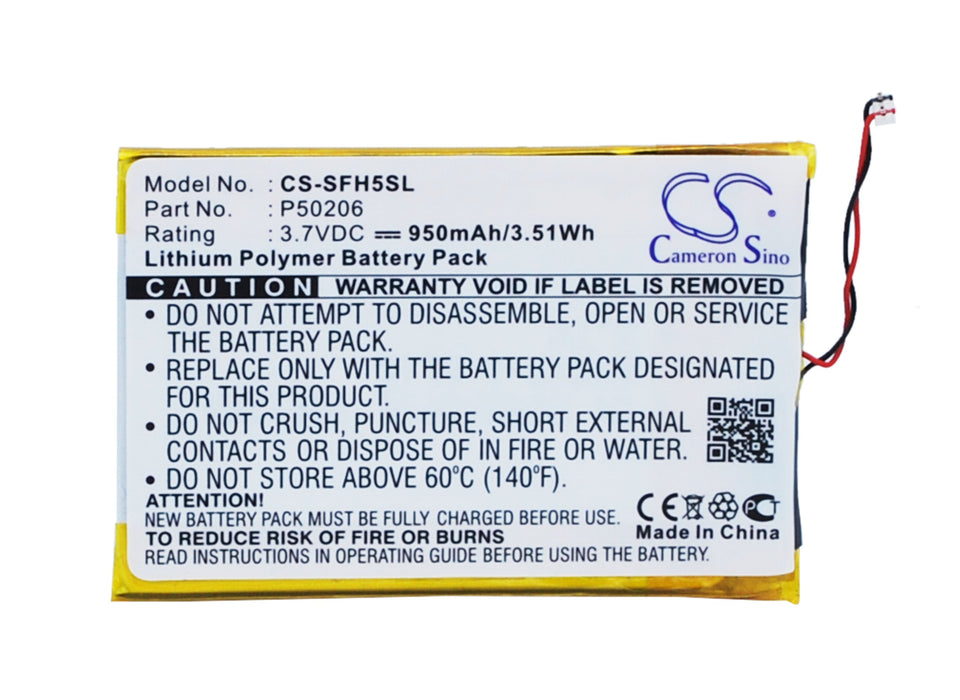 Model No. : CS-SFH5SL
Part No. : P50206
Rating : 3.7VDC ⎓ 950mAh/3.51Wh
Lithium Polymer Battery Pack
CS
Cameron Sino
CAUTION WARRANTY VOID IF LABEL IS REMOVED
• DO NOT ATTEMPT TO DISASSEMBLE, OPEN OR SERVICE
THE BATTERY PACK.
• REPLACE ONLY WITH THE BATTERY PACK DESIGNATED
FOR THIS PRODUCT.
• DO NOT CRUSH, PUNCTURE, SHORT EXTERNAL
CONTACTS OR DISPOSE OF IN FIRE OR WATER.
• DO NOT STORE ABOVE 60°C (140°F).
ATTENTION!
NEW BATTERY PACK MUST BE FULLY CHARGED BEFORE USE.
TO REDUCE RISK OF FIRE OR BURNS
READ INSTRUCTIONS IN OPERATING GUIDE BEFORE USING THE BATTERY.
CE PCT
Made In China